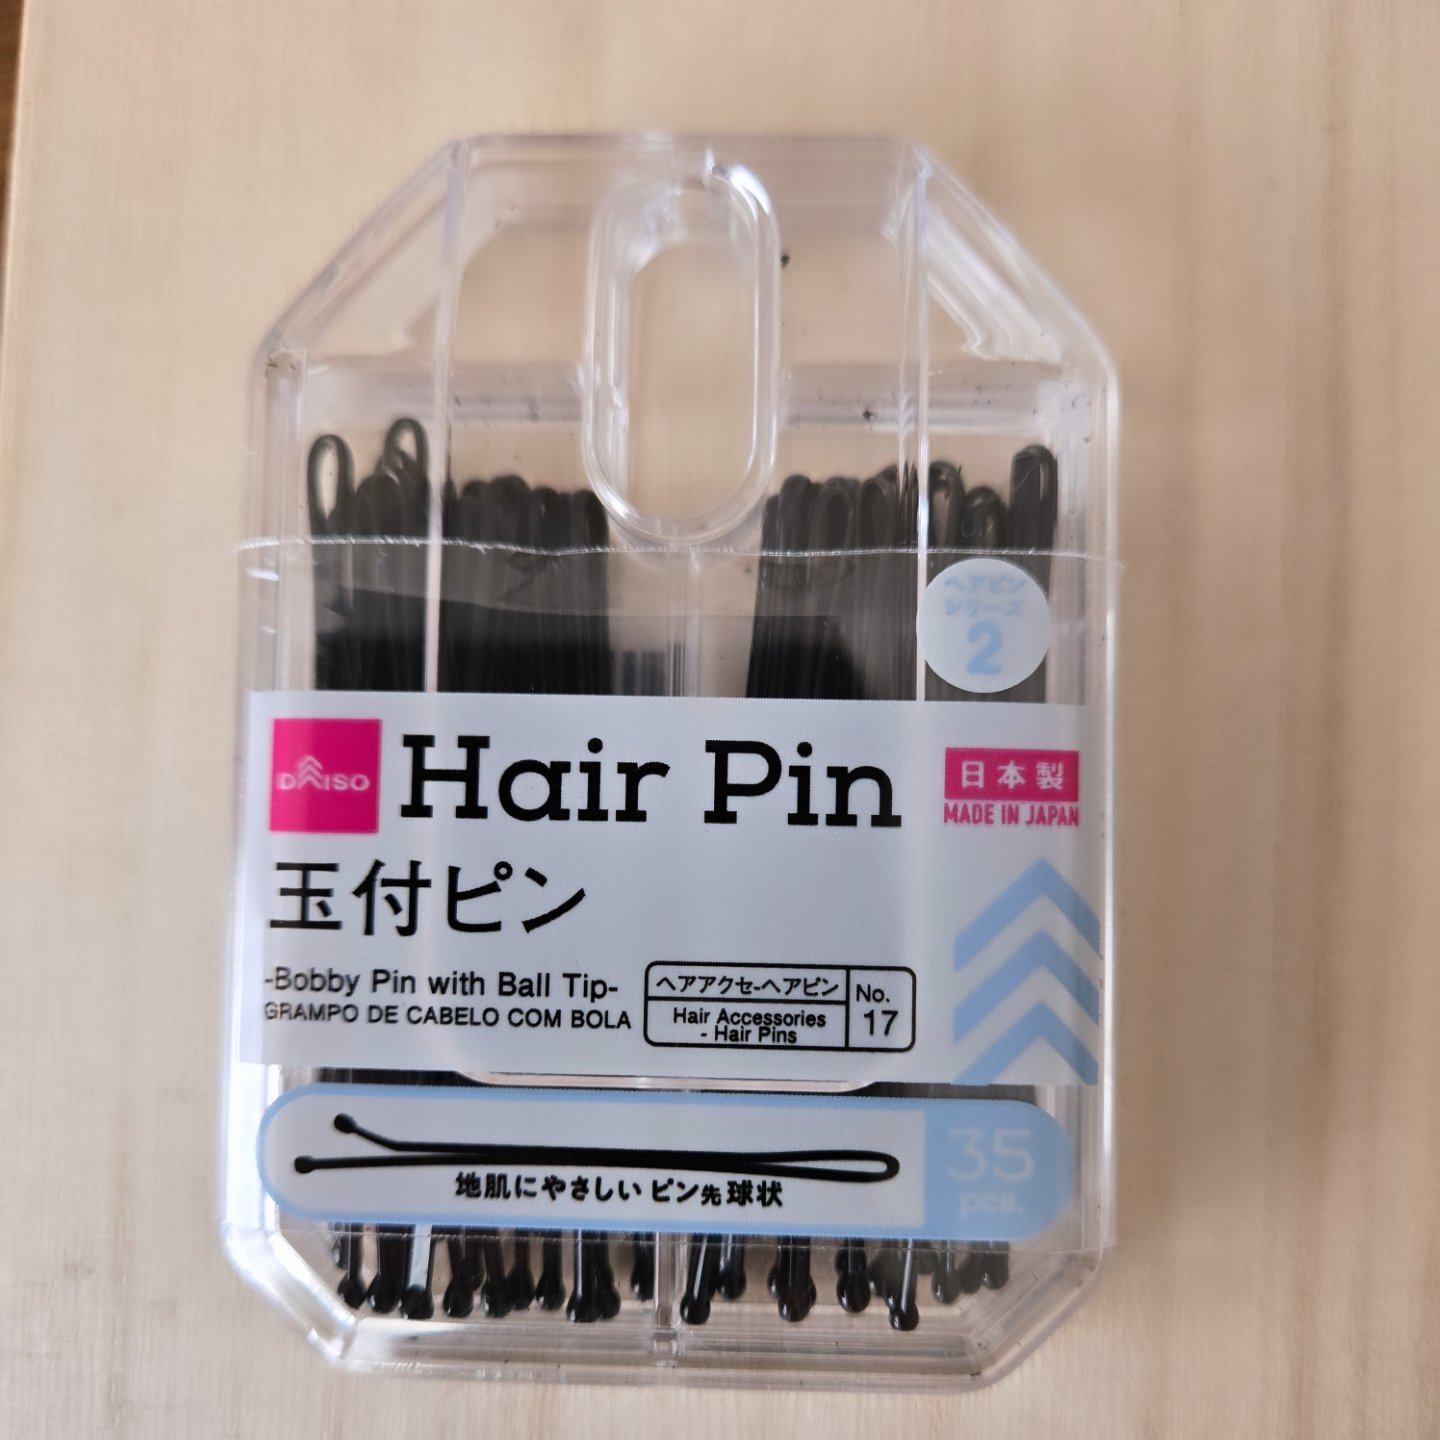 ヘアピン
シリーズ
2
DAISO
Hair Pin
日本製
MADE IN JAPAN
玉付ピン
-Bobby Pin with Ball Tip-
GRAMPO DE CABELO COM BOLA
ヘアアクセ-ヘアピン
Hair Accessories
- Hair Pins
No.
17
地肌にやさしい ピン先球状
35
pcs.